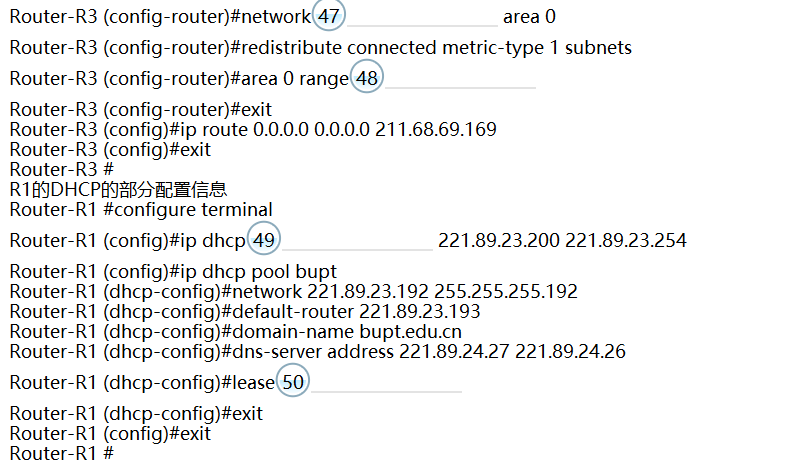 Router-R3 (config-router)#network 47 area 0
Router-R3 (config-router)#redistribute connected metric-type 1 subnets
Router-R3 (config-router)#area 0 range 48
Router-R3 (config-router)#exit
Router-R3 (config)#ip route 0.0.0.0 0.0.0.0 211.68.69.169
Router-R3 (config)#exit
Router-R3 #
R1的DHCP的部分配置信息
Router-R1 #configure terminal
Router-R1 (config)#ip dhcp 49 221.89.23.200 221.89.23.254
Router-R1 (config)#ip dhcp pool bupt
Router-R1 (dhcp-config)#network 221.89.23.192 255.255.255.192
Router-R1 (dhcp-config)#default-router 221.89.23.193
Router-R1 (dhcp-config)#domain-name bupt.edu.cn
Router-R1 (dhcp-config)#dns-server address 221.89.24.27 221.89.24.26
Router-R1 (dhcp-config)#lease 50
Router-R1 (dhcp-config)#exit
Router-R1 (config)#exit
Router-R1 #